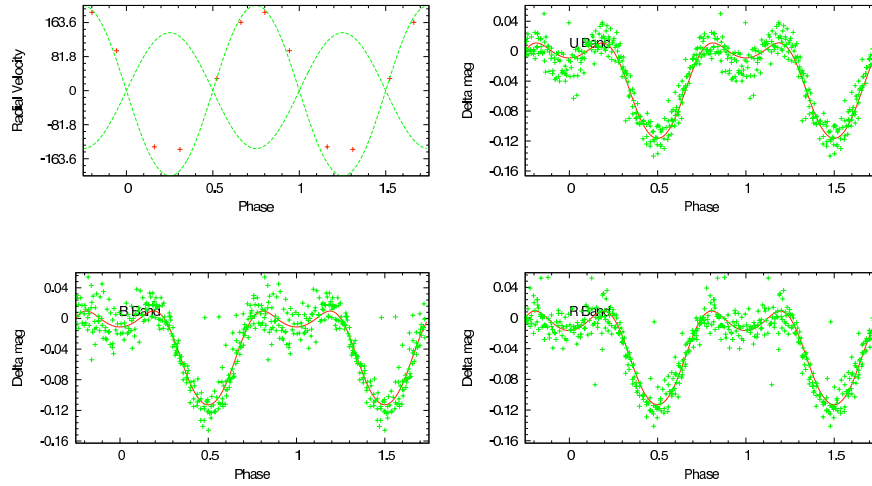 Radial Velocity
163.6
81.8
0
-81.8
-163.6
0 0.5 1 1.5
Phase
Delta mag
0.04
0
-0.04
-0.08
-0.12
-0.16
U Band
0 0.5 1 1.5
Phase
Delta mag
0.04
0
-0.04
-0.08
-0.12
-0.16
B Band
0 0.5 1 1.5
Phase
Delta mag
0.04
0
-0.04
-0.08
-0.12
-0.16
R Band
0 0.5 1 1.5
Phase